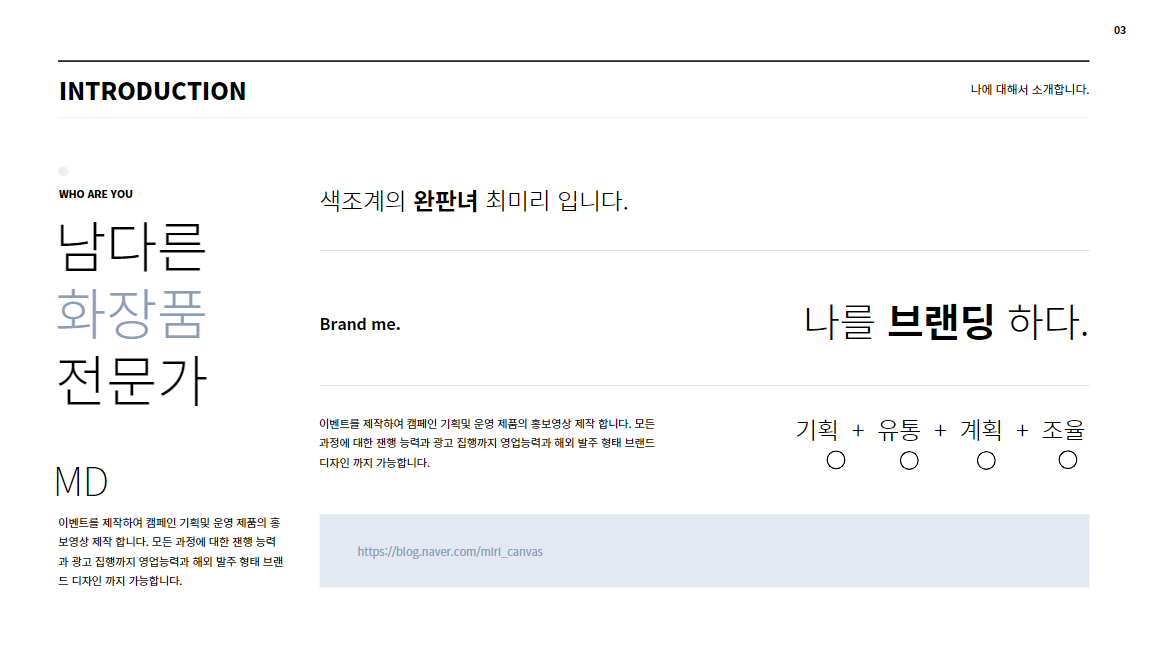 03
INTRODUCTION
나에 대해서 소개합니다.
WHO ARE YOU
남다른
화장품
전문가
MD
이벤트를 제작하여 캠페인 기획및 운영 제품의 홍
보영상 제작 합니다. 모든 과정에 대한 잰행 능력
과 광고 집행까지 영업능력과 해외 발주 형태 브랜
드 디자인 까지 가능합니다.
색조계의 완판녀 최미리 입니다.
Brand me.
나를 브랜딩 하다.
이벤트를 제작하여 캠페인 기획및 운영 제품의 홍보영상 제작 합니다. 모든
과정에 대한 잰행 능력과 광고 집행까지 영업능력과 해외 발주 형태 브랜드
디자인 까지 가능합니다.
기획 + 유통 + 계획 + 조율
https://blog.naver.com/miri_canvas